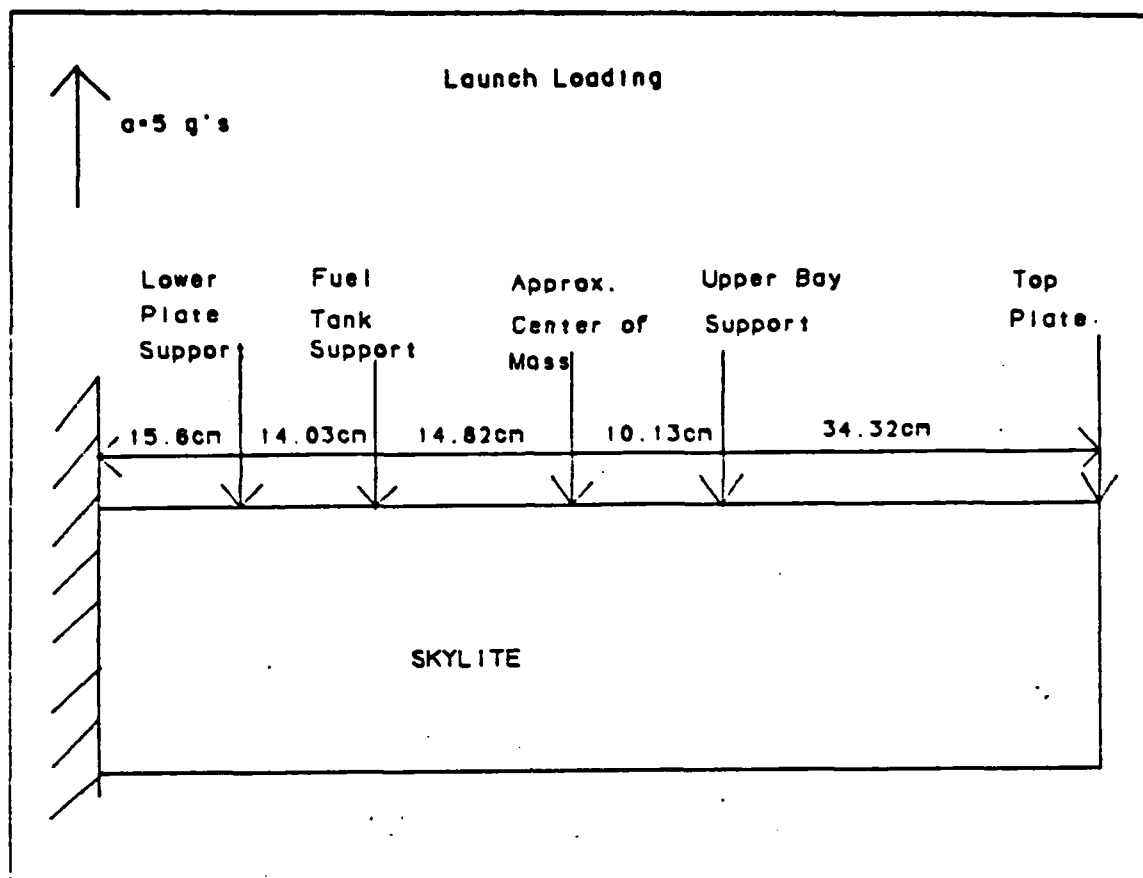 Launch Loading
a=5 g's
Lower
Plate
Support
Fuel
Tank
Support
Approx.
Center of
Mass
Upper Bay
Support
Top
Plate
15.6cm
14.03cm
14.82cm
10.13cm
34.32cm
SKYLITE